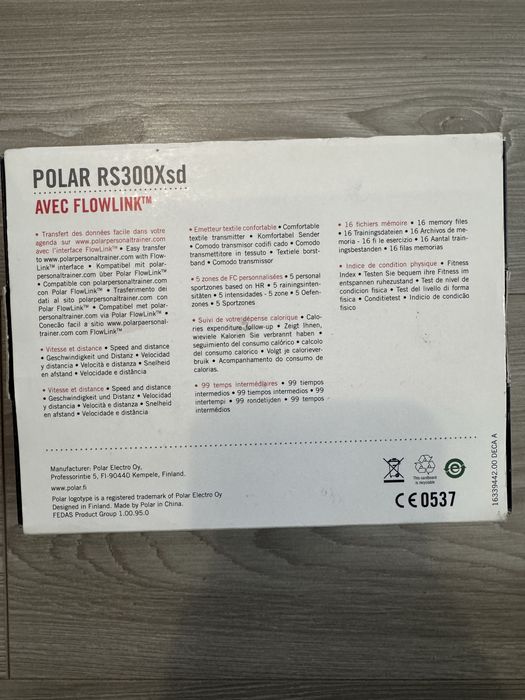 POLAR RS300Xsd
AVEC FLOWLINK™
• Transfert des données facile dans votre
agenda sur www.polarpersonaltrainer.com
avec l'interface FlowLink™ • Easy transfer
to www.polarpersonaltrainer.com with Flow-
Link™ interface • Kompatibel mit polar-
personaltrainer.com über Polar FlowLink™
• Compatible con polarpersonaltrainer.com
con Polar FlowLink™ • Trasferimento dei
dati al sito polarpersonaltrainer.com con
Polar FlowLink™ • Compatibel met polar-
personaltrainer.com via Polar FlowLink™ •
Conecão facil a sitio www.polarpaersonal-
trainer.com com FlowLink™
• Vitesse et distance • Speed and distance
• Geschwindigkeit und Distanz • Velocidad
y distancia • Velocità e distanza • Snelheid
en afstand • Velocidade e distância
• Vitesse et distance • Speed and distance
• Geschwindigkeit und Distanz • Velocidad
y distancia • Velocità e distanza • Snelheid
en afstand • Velocidade e distância
• Emetteur textile confortable • Comfortable
textile transmitter • Komfortabel Sender
• Comodo transmisor codificado • Comodo
transmettitore in tessuto • Textiele borst-
band • Comodo transmissor
• 5 zones de FC personnalisées • 5 personal
sportzones based on HR • 5 rainingsinten-
sitäten • 5 intensidades - 5 zone • 5 Oefen-
zones • 5 Sportzones
• Suivi de votre dépense calorique • Calo-
ries expenditure follow-up • Zeigt Ihnen,
wieviele Kalorien Sie verbrannt haben •
seguimiento del consumo calórico • calcolo
del consumo calorico • Volgt je caloriever-
bruik • Acompanhamento do consumo de
calorias.
• 99 temps intermédiaires • 99 tiempos
intermedios • 99 tiempos intermedios • 99
intertempi • 99 rondetijden • 99 tempos
intermédios
• 16 fichiers mémoire • 16 memory files
• 16 Trainingsdateien • 16 Archivos de me-
moria - 16 fi le esercizio • 16 Aantal train-
ingsbestanden • 16 filas memorias
• Indice de condition physique • Fitness
Index • Testen Sie bequem ihre Fitness im
entspannen ruhezustand • Test de nivel de
condicion fisica • Test del livello di forma
fisica • Conditietest • Indicio de condicão
fisico
Manufacturer: Polar Electro Oy,
Professorintie 5, FI-90440 Kempele, Finland.
www.polar.fi
Polar logotype is a registered trademark of Polar Electro Oy
Designed in Finland. Made by Polar in China.
FEDAS Product Group 1.00.95.0
This cardboard
is recyclable
CE0537
16339442.00 DECA A